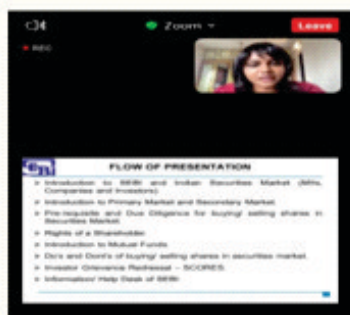 Zoom
Leave
REC
FLOW OF PRESENTATION
Introduction to SEBI and Indian Securities Market (MIIs, Companies and Investors)
Introduction to Primary Market and Secondary Market
Pre-requisite and Due Diligence for buying/ selling shares in Securities Market
Rights of a Shareholder
Introduction to Mutual Funds
Do's and Dont's of buying/ selling shares in securities market.
Investor Grievance Redressal – SCORES
Information/ Help Desk of SEBI